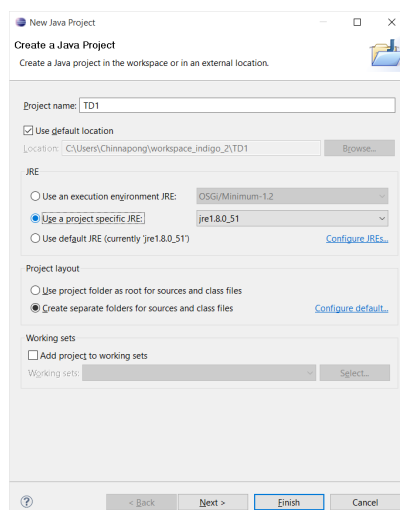 New Java Project
Create a Java Project
Create a Java project in the workspace or in an external location.
Project name: TD1
Use default location
Location: C:\Users\Chinnapong\workspace_indigo_2\TD1 Browse...
JRE
Use an execution environment JRE: OSGi/Minimum-1.2
Use a project specific JRE: jre1.8.0_51
Use default JRE (currently 'jre1.8.0_51') Configure JREs...
Project layout
Use project folder as root for sources and class files
Create separate folders for sources and class files Configure default...
Working sets
Add project to working sets
Working sets: Select...
? < Back Next > Finish Cancel